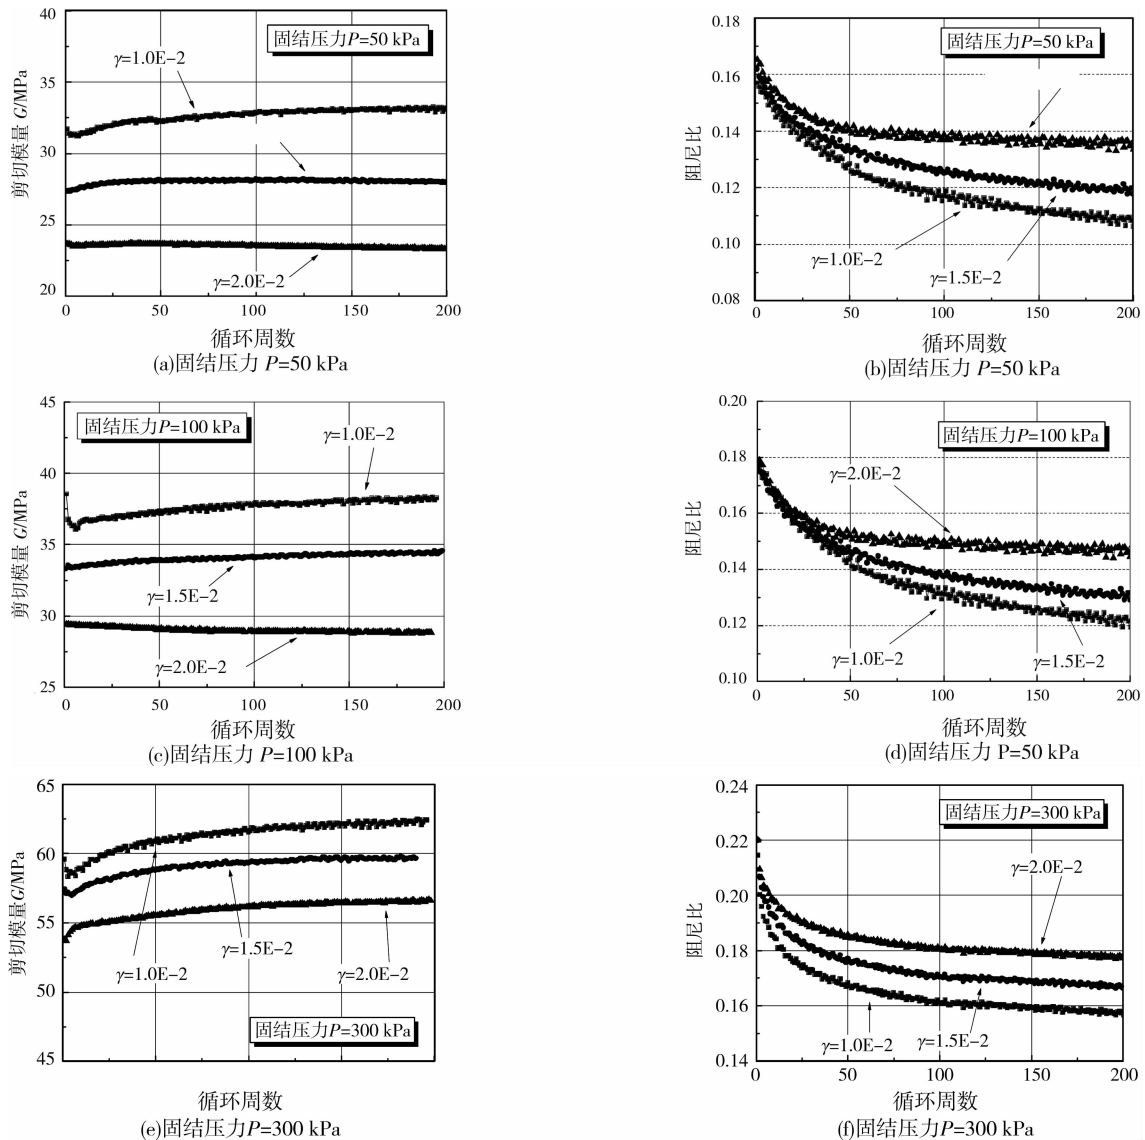 40
35
30
25
20
剪切模量 G/MPa
固结压力P=50 kPa
γ=1.0E-2
γ=2.0E-2
0
50
100
150
200
循环周数
(a)固结压力 P=50 kPa
0.18
0.16
0.14
0.12
0.10
0.08
阻尼比
固结压力P=50 kPa
γ=1.0E-2
γ=1.5E-2
0
50
100
150
200
循环周数
(b)固结压力 P=50 kPa
45
40
35
30
25
剪切模量 G/MPa
固结压力P=100 kPa
γ=1.0E-2
γ=1.5E-2
γ=2.0E-2
0
50
100
150
200
循环周数
(c)固结压力 P=100 kPa
0.20
0.18
0.16
0.14
0.12
0.10
阻尼比
固结压力P=100 kPa
γ=2.0E-2
γ=1.0E-2
γ=1.5E-2
0
50
100
150
200
循环周数
(d)固结压力 P=50 kPa
65
60
55
50
45
剪切模量G/MPa
γ=1.5E-2
γ=1.0E-2
γ=2.0E-2
固结压力P=300 kPa
循环周数
(e)固结压力P=300 kPa
0.24
0.22
0.20
0.18
0.16
0.14
阻尼比
固结压力P=300 kPa
γ=2.0E-2
γ=1.0E-2
γ=1.5E-2
0
50
100
150
200
循环周数
(f)固结压力P=300 kPa